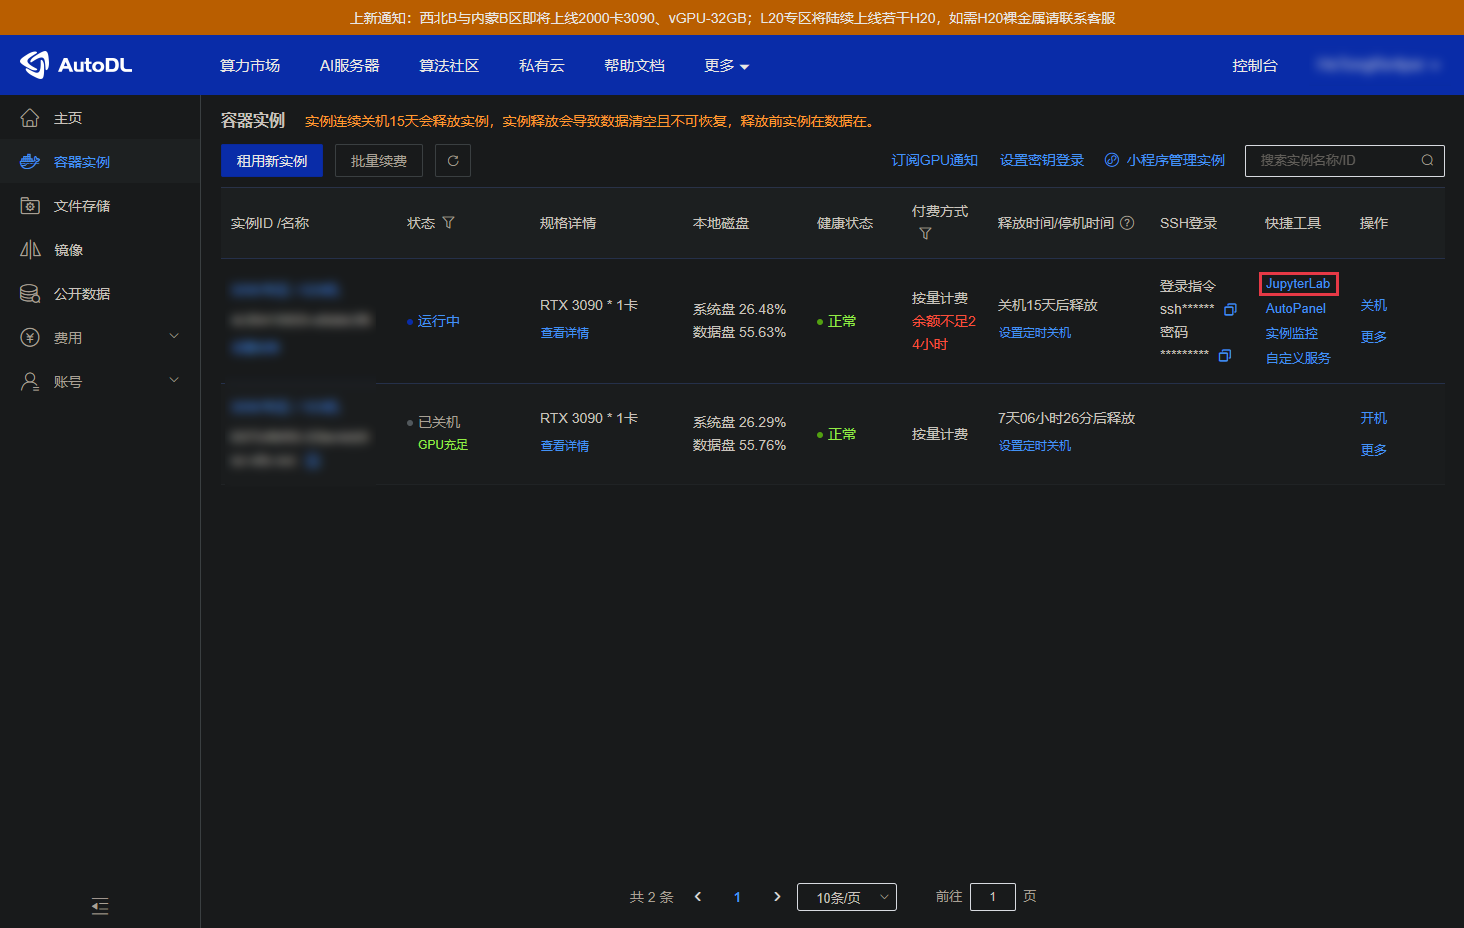 上新通知：西北B与内蒙B区即将上线2000卡3090、vGPU-32GB；L20专区将陆续上线若干H20，如需H20裸金属请联系客服
AutoDL 算力市场 AI服务器 算法社区 私有云 帮助文档 更多 控制台
主页
容器实例
文件存储
镜像
公开数据
费用
账号
容器实例 实例连续关机15天会释放实例，实例释放会导致数据清空且不可恢复，释放前实例在数据在。
租用新实例 批量续费 订阅GPU通知 设置密钥登录 小程序管理实例 搜索实例名称/ID
实例ID /名称 状态 规格详情 本地磁盘 健康状态 付费方式 释放时间/停机时间 SSH登录 快捷工具 操作
运行中
RTX 3090 * 1卡
查看详情
系统盘 26.48%
数据盘 55.63%
正常
按量计费
余额不足2
4小时
关机15天后释放
设置定时关机
登录指令
ssh******
密码
*********
JupyterLab
AutoPanel
实例监控
自定义服务
关机
更多
已关机
GPU充足
RTX 3090 * 1卡
查看详情
系统盘 26.29%
数据盘 55.76%
正常
按量计费
7天06小时26分后释放
设置定时关机
开机
更多
共 2 条 1 10条/页 前往 1 页